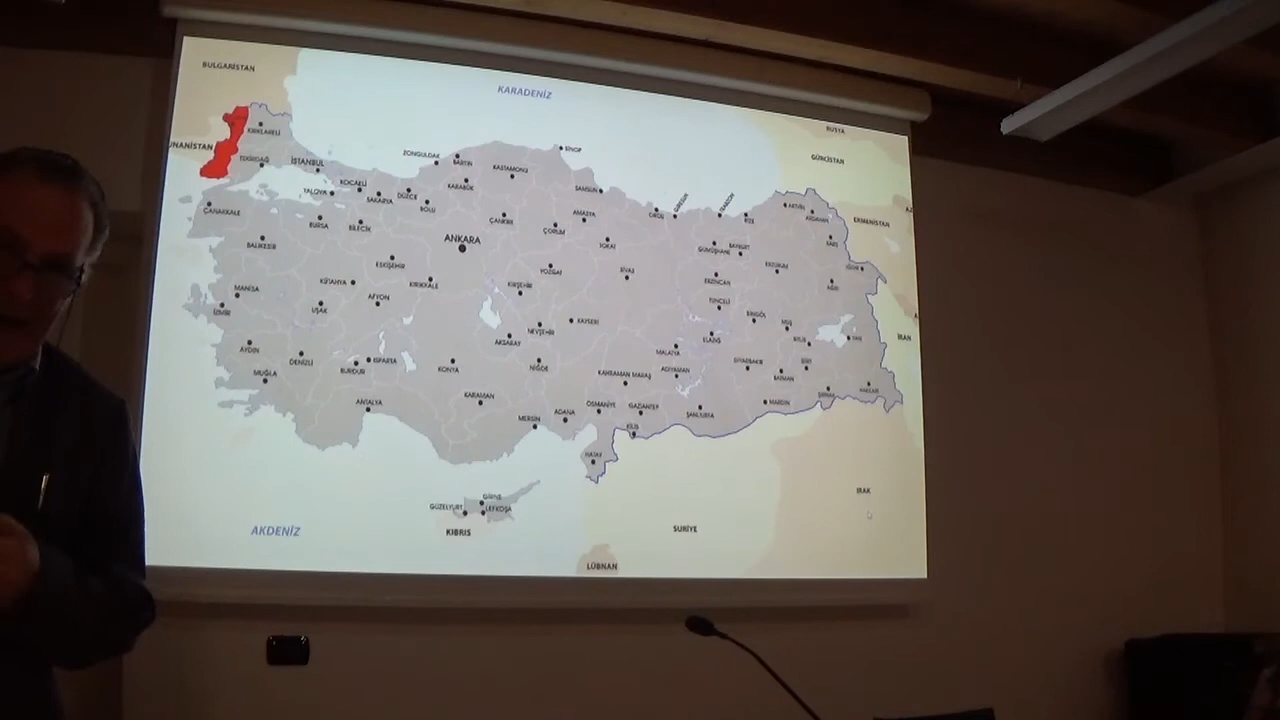 BULGARİSTAN
KARADENİZ
RUSYA
KIRKLARELİ
UNANİSTAN
SİNOP
GÜRCİSTAN
TEKİRDAĞ
İSTANBUL
ZONGULDAK
BARTIN
KASTAMONU
KOCAELİ
KARABÜK
SAMSUN
YALOVA
SAKARYA
DÜZCE
BOLU
GİRESUN
TRABZON
ARTVİN
ARDAHAN
ERMENİSTAN
AZ
ÇANAKKALE
BURSA
BİLECİK
ÇANKIRI
AMASYA
ORDU
RİZE
ÇORUM
BALIKESİR
ANKARA
TOKAT
GÜMÜŞHANE
BAYBURT
KARS
ESKİŞEHİR
YOZGAT
SİVAS
ERZURUM
IĞDIR
KÜTAHYA
KIRIKKALE
KIRŞEHİR
ERZİNCAN
AĞRI
MANİSA
AFYON
UŞAK
TUNCELİ
İZMİR
BİNGÖL
MUŞ
NEVŞEHİR
KAYSERİ
AKSARAY
ELAZIĞ
BİTLİS
VAN
İRAN
AYDIN
DENİZLİ
ISPARTA
BURDUR
KONYA
NİĞDE
MALATYA
DİYARBAKIR
SİİRT
MUĞLA
KAHRAMAN MARAŞ
ADIYAMAN
BATMAN
ANTALYA
KARAMAN
MERSİN
ADANA
OSMANİYE
GAZİANTEP
ŞANLIURFA
MARDİN
ŞIRNAK
HAKKARİ
KİLİS
HATAY
GİRNE
GÜZELYURT
LEFKOŞA
KIBRIS
AKDENİZ
IRAK
SURİYE
LÜBNAN